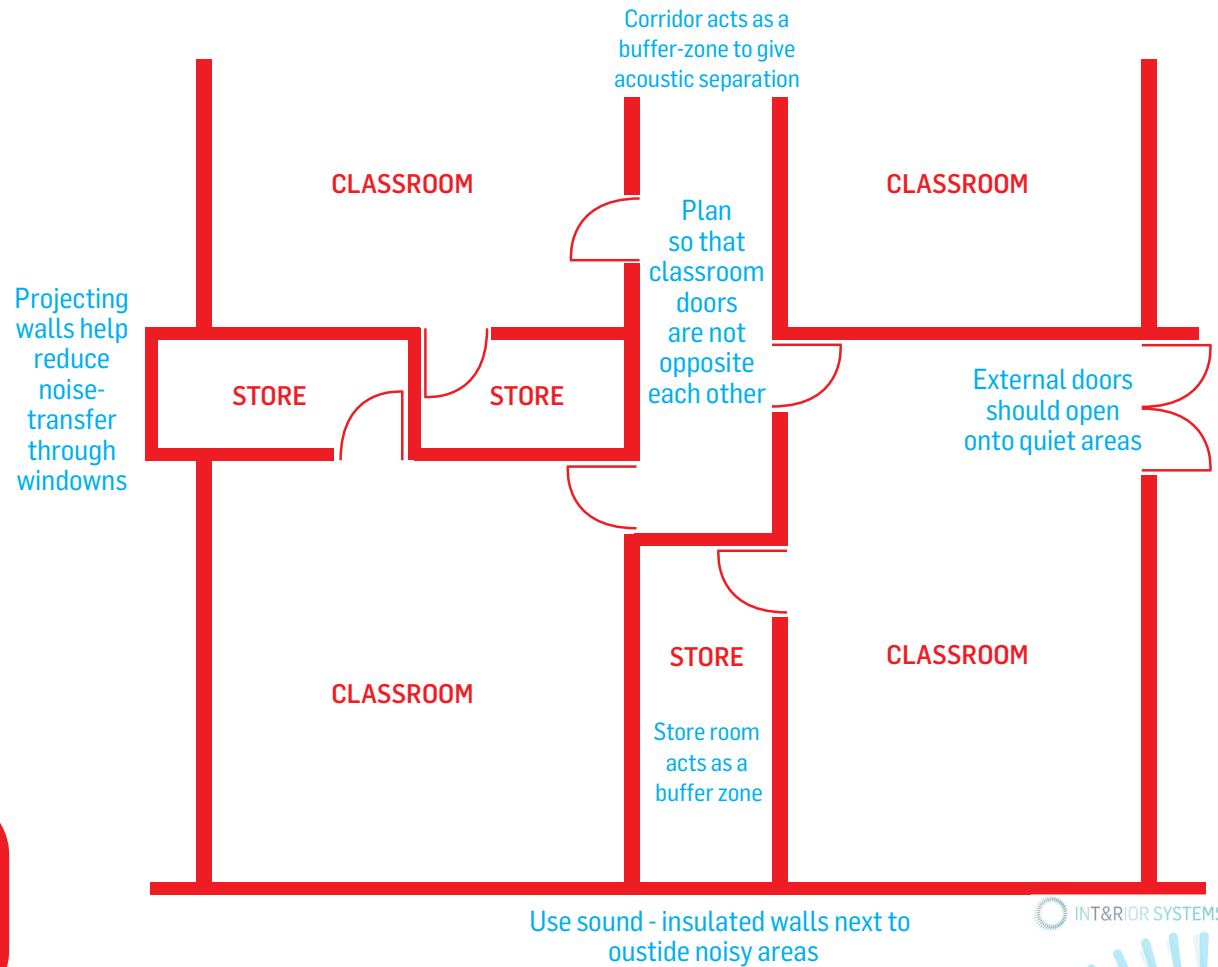 Corridor acts as a
buffer-zone to give
acoustic separation
CLASSROOM
CLASSROOM
Plan
so that
classroom
doors
are not
opposite
each other
Projecting
walls help
reduce
noise-
transfer
through
windowns
STORE
STORE
External doors
should open
onto quiet areas
CLASSROOM
STORE
CLASSROOM
Store room
acts as a
buffer zone
Use sound - insulated walls next to
oustide noisy areas
INT&RIOR SYSTEMS